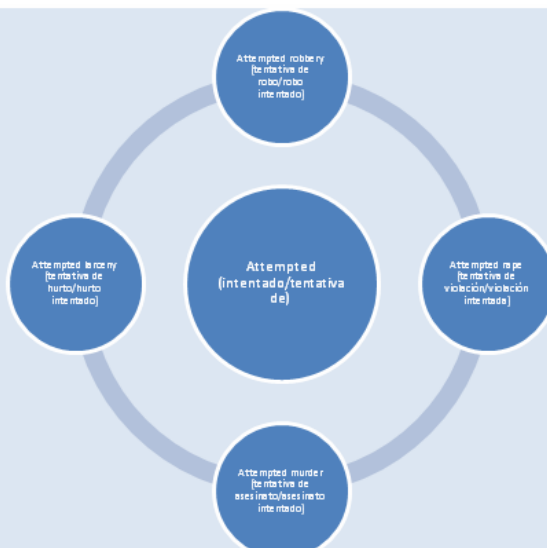 Attempted robbery
[tentativa de
robo/robo
intentado]
Attempted larceny
[tentativa de
hurto/hurto
intentado]
Attempted
(intentado/tentativa
de)
Attempted rape
[tentativa de
violación/violación
intentada]
Attempted murder
[tentativa de
asesinato/asesinato
intentado]